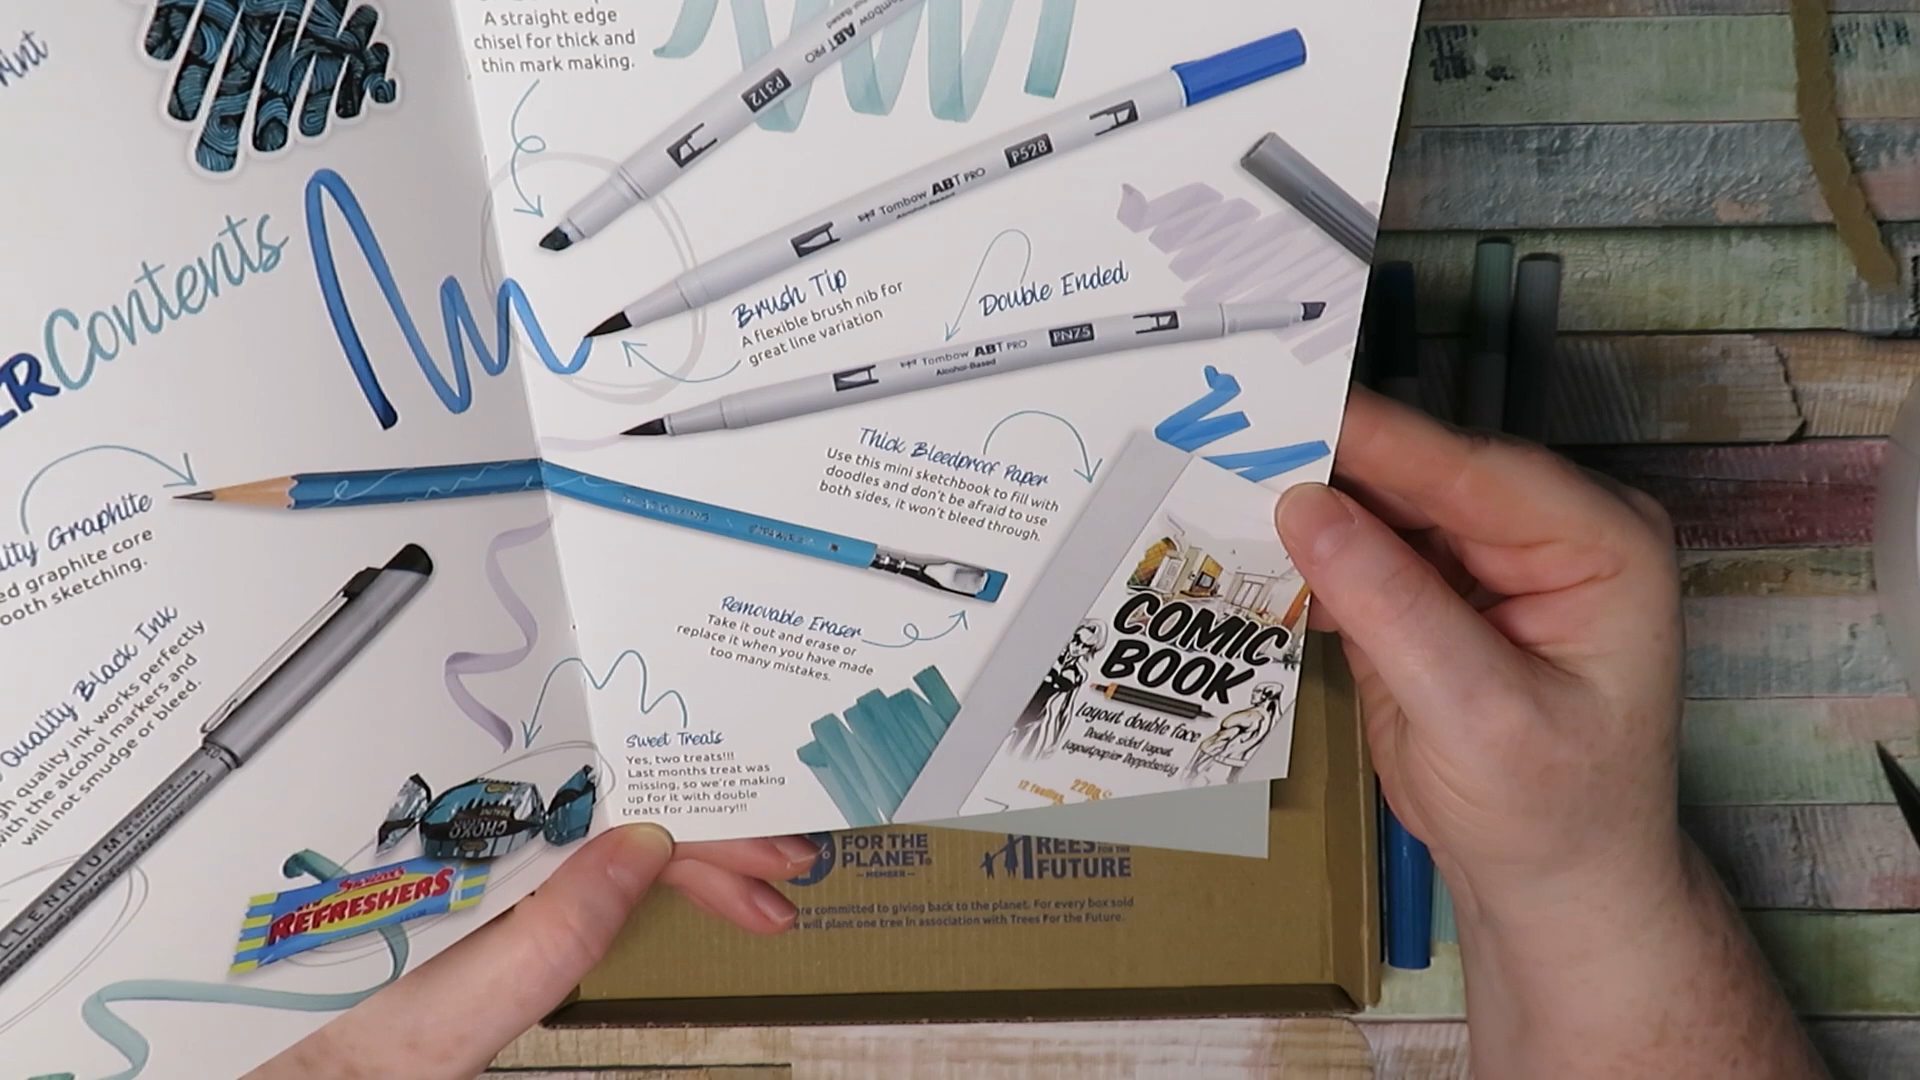 A straight edge
chisel for thick and
thin mark making.
Tombow ABT PRO
P312
Tombow ABT PRO
Alcohol-Based
P528
Contents
Brush Tip
A flexible brush nib for
great line variation
Double Ended
Tombow ABT PRO
Alcohol-Based
PN75
Thick Bleedproof Paper
Use this mini sketchbook to fill with
doodles and don't be afraid to use
both sides, it won't bleed through.
Graphite
graphite core
Removable Eraser
Take it out and erase or
replace it when you have made
too many mistakes.
Quality Black Ink
quality ink works perfectly
with the alcohol markers and
will not smudge or bleed.
COMIC
BOOK
Layout double face
Double sided layout
Layoutpapier Doppelseitig
220g
Sweet Treats
Yes, two treats!!!
Last months treat was
missing, so we're making
up for it with double
treats for January!!!
CHOKO
REFRESHERS
FOR THE
PLANET
MEMBER
FOR THE
FUTURE
are committed to giving back to the planet. For every box sold
will plant one tree in association with Trees For the Future.